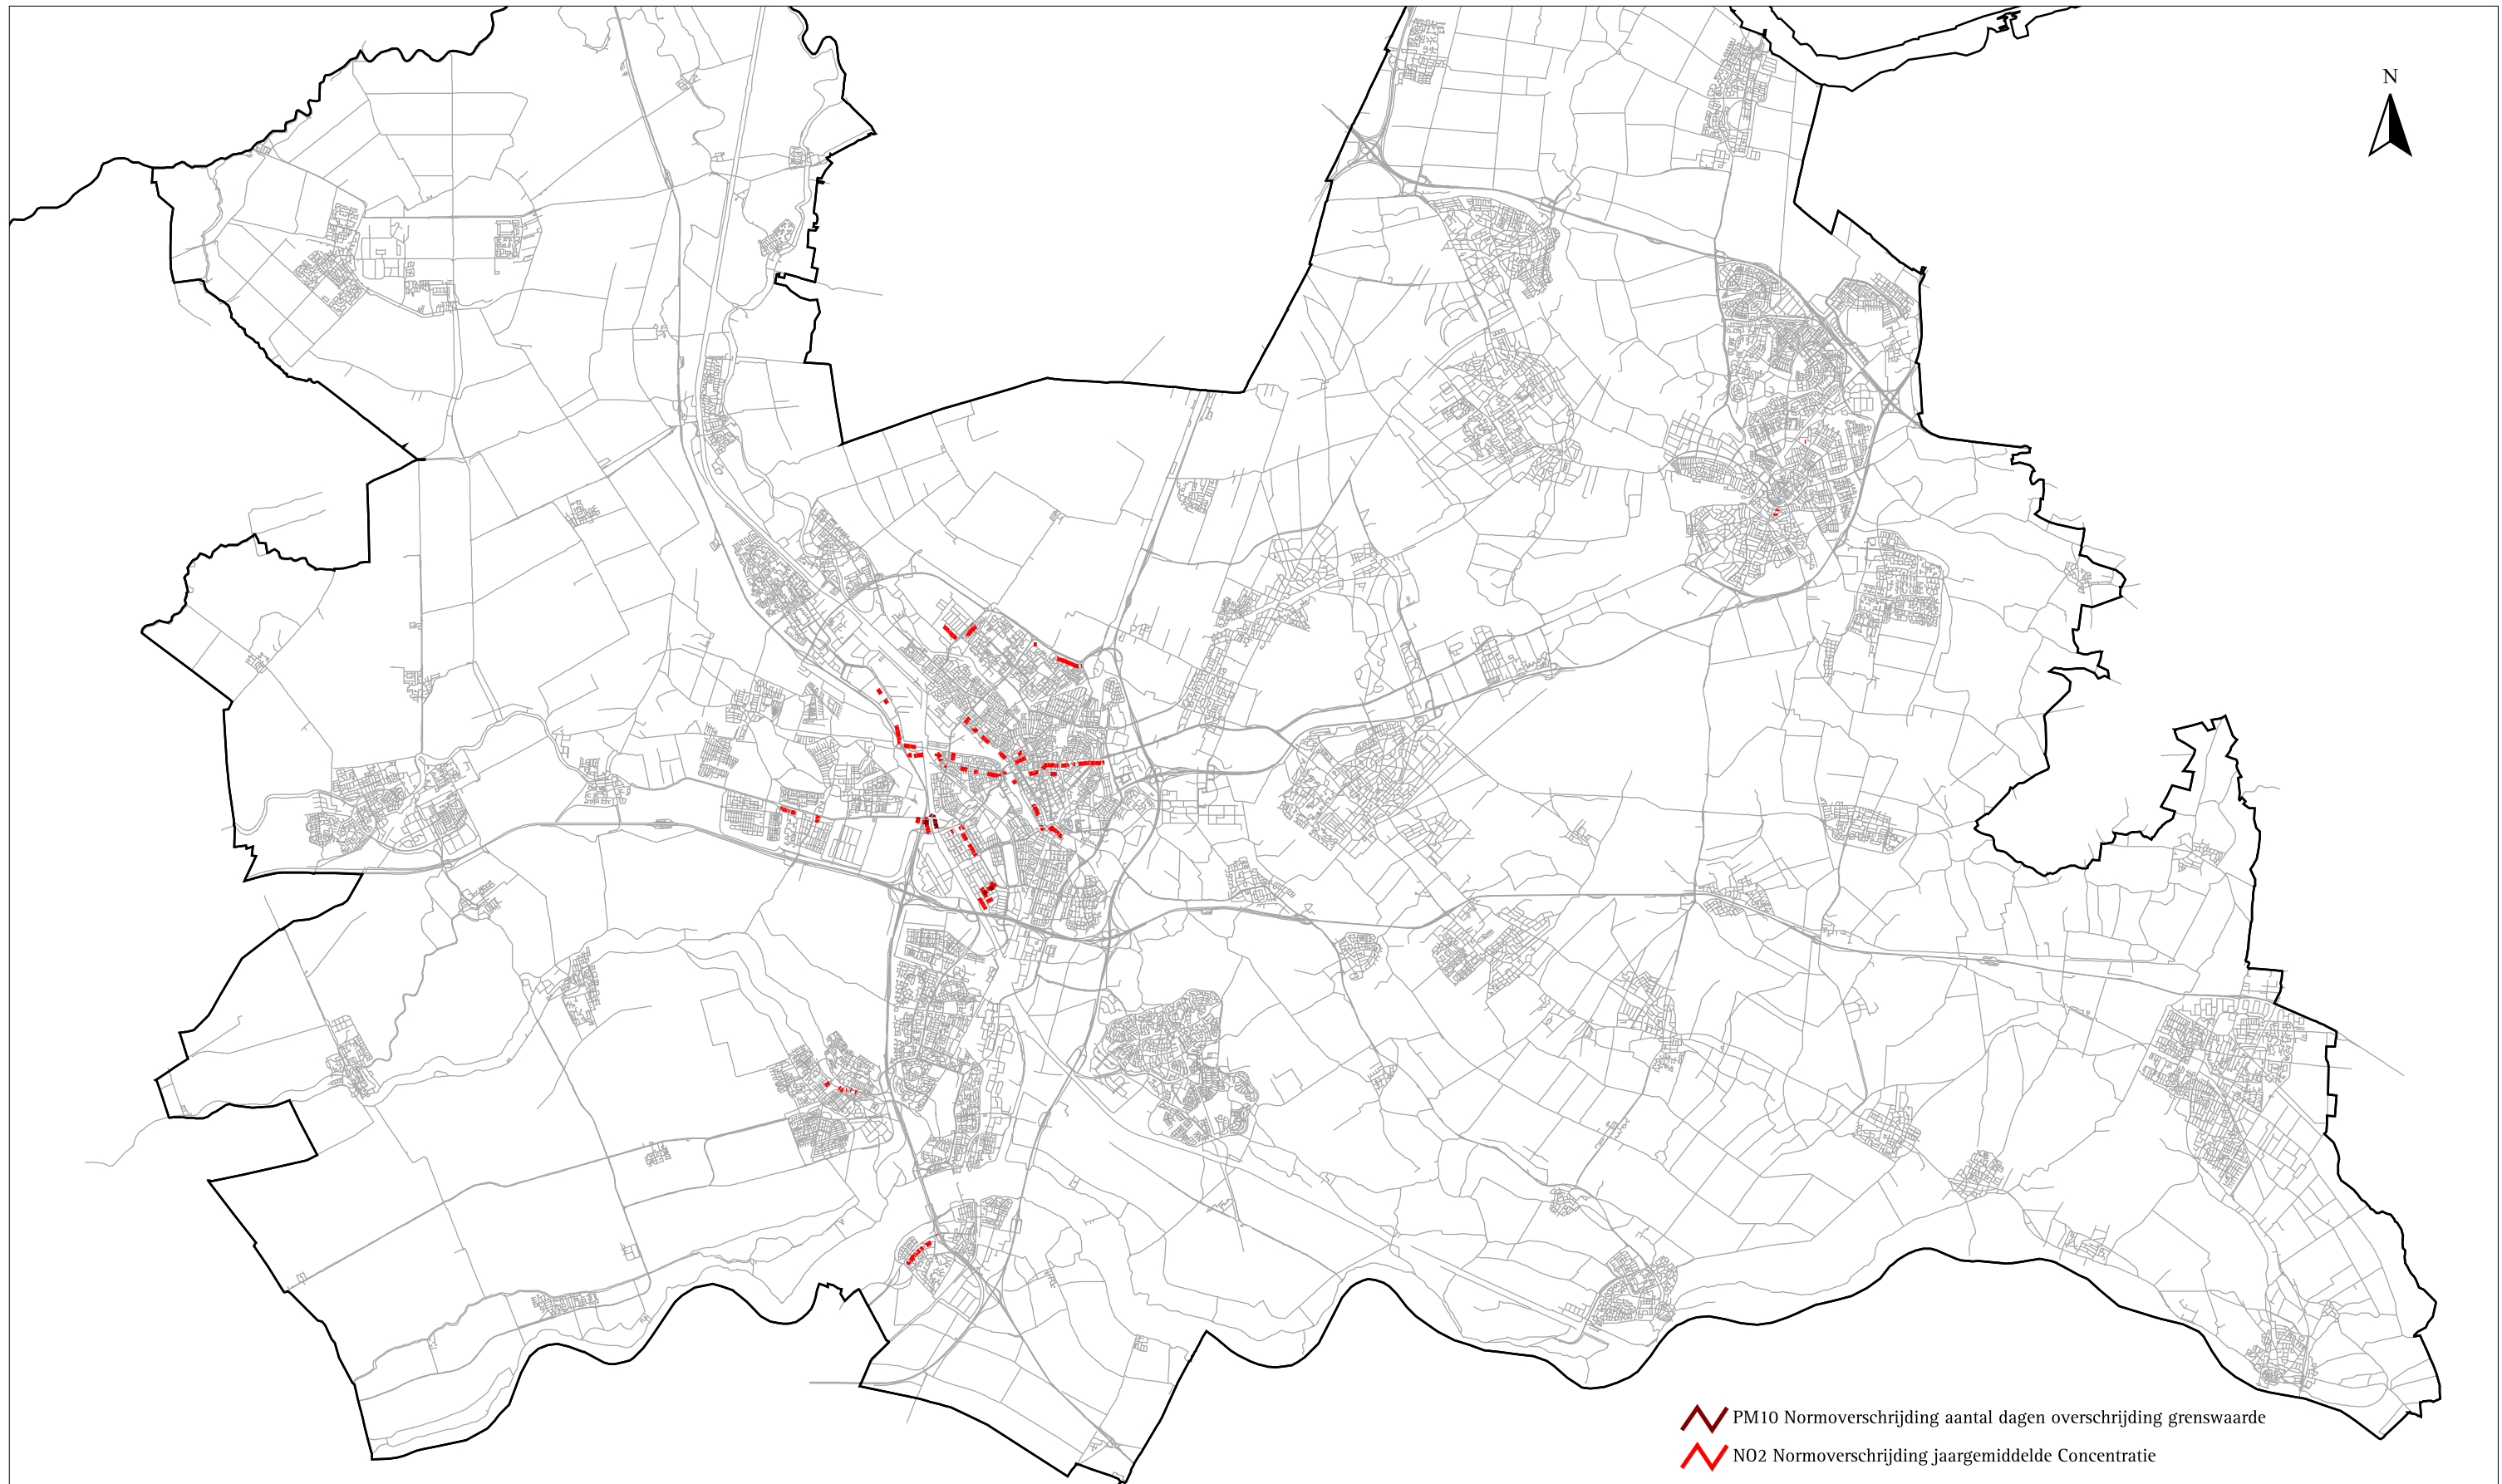 N
PM10 Normoverschrijding aantal dagen overschrijding grenswaarde
NO2 Normoverschrijding jaargemiddelde Concentratie